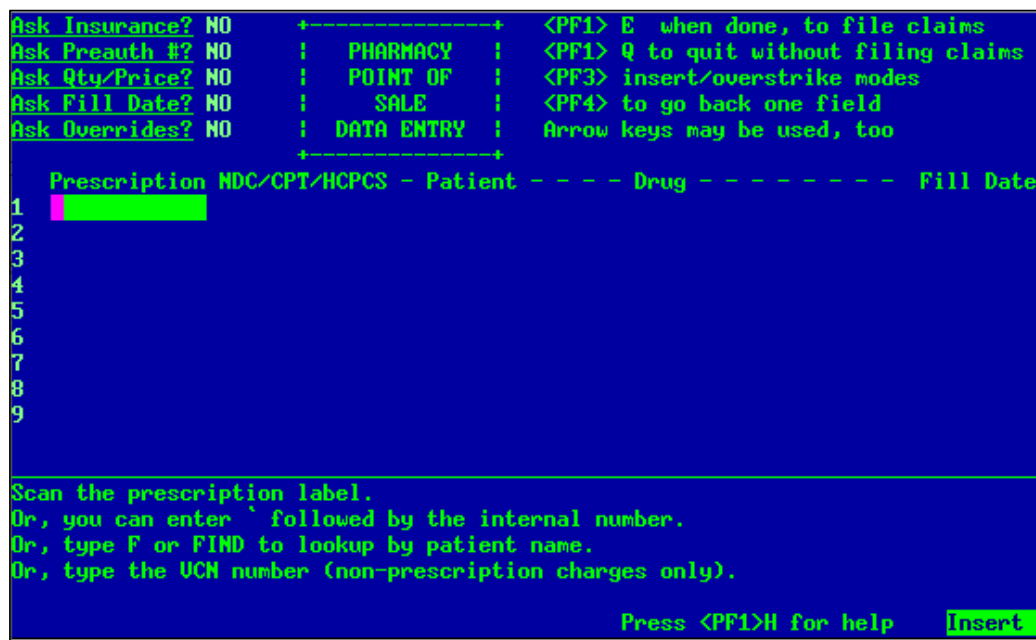 Ask Insurance? NO +---------------+ <PF1> E when done, to file claims
Ask Preauth #? NO ¦ PHARMACY ¦ <PF1> Q to quit without filing claims
Ask Qty/Price? NO ¦ POINT OF ¦ <PF3> insert/overstrike modes
Ask Fill Date? NO ¦ SALE ¦ <PF4> to go back one field
Ask Overrides? NO ¦ DATA ENTRY ¦ Arrow keys may be used, too
+---------------+
Prescription NDC/CPT/HCPCS - Patient - - - - Drug - - - - - - - - Fill Date
1
2
3
4
5
6
7
8
9
Scan the prescription label.
Or, you can enter ` followed by the internal number.
Or, type F or FIND to lookup by patient name.
Or, type the VCN number (non-prescription charges only).
Press <PF1>H for help Insert